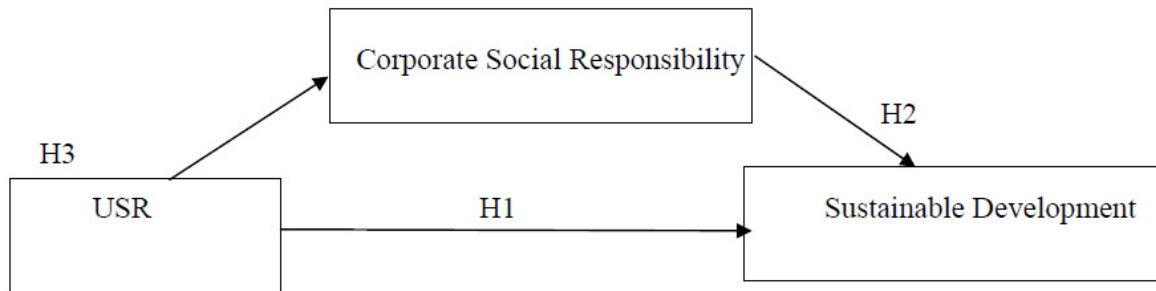 Corporate Social Responsibility
H2
H3
USR
H1
Sustainable Development